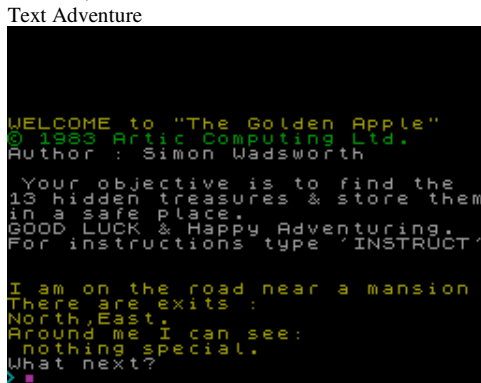 Text Adventure
WELCOME to "The Golden Apple"
© 1983 Artic Computing Ltd.
Author : Simon Wadsworth
Your objective is to find the
13 hidden treasures & store them
in a safe place.
GOOD LUCK & Happy Adventuring.
For instructions type 'INSTRUCT'
I am on the road near a mansion
There are exits :
North,East.
Around me I can see:
nothing special.
What next?
>